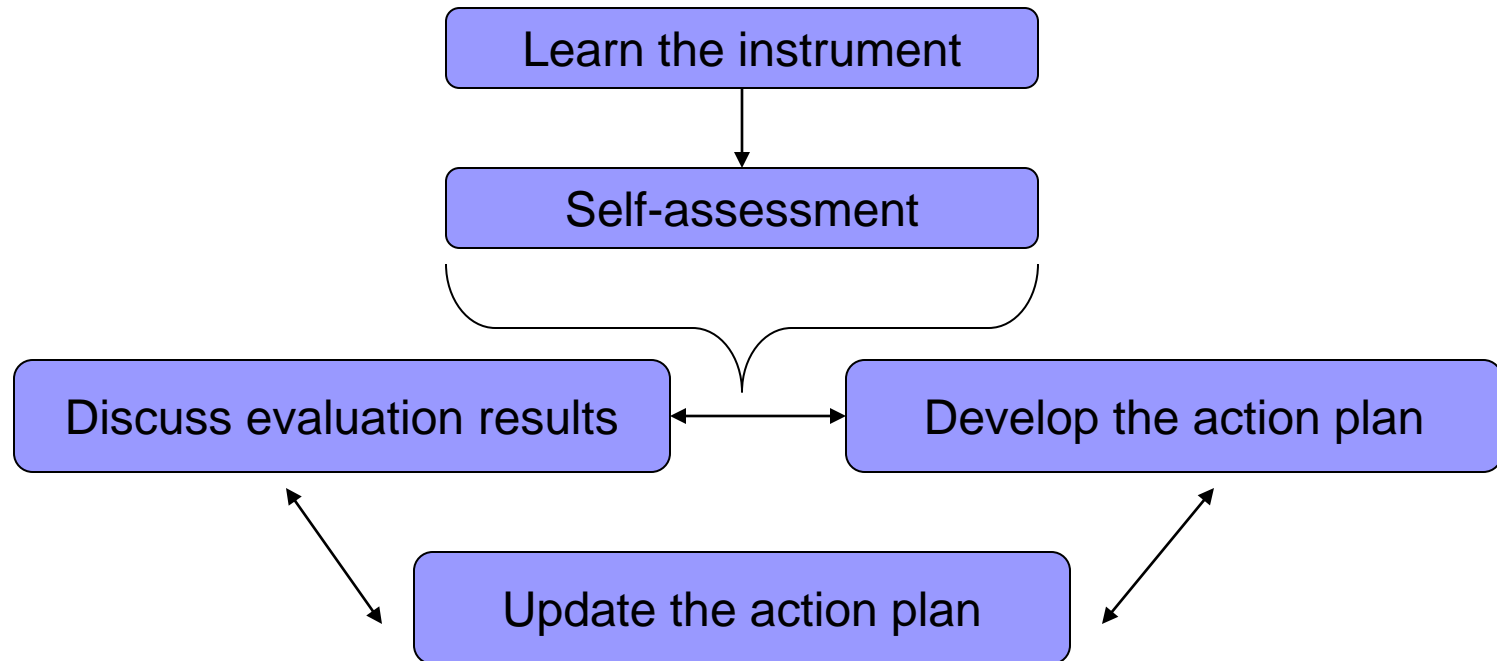 Learn the instrument
Self-assessment
Discuss evaluation results
Develop the action plan
Update the action plan